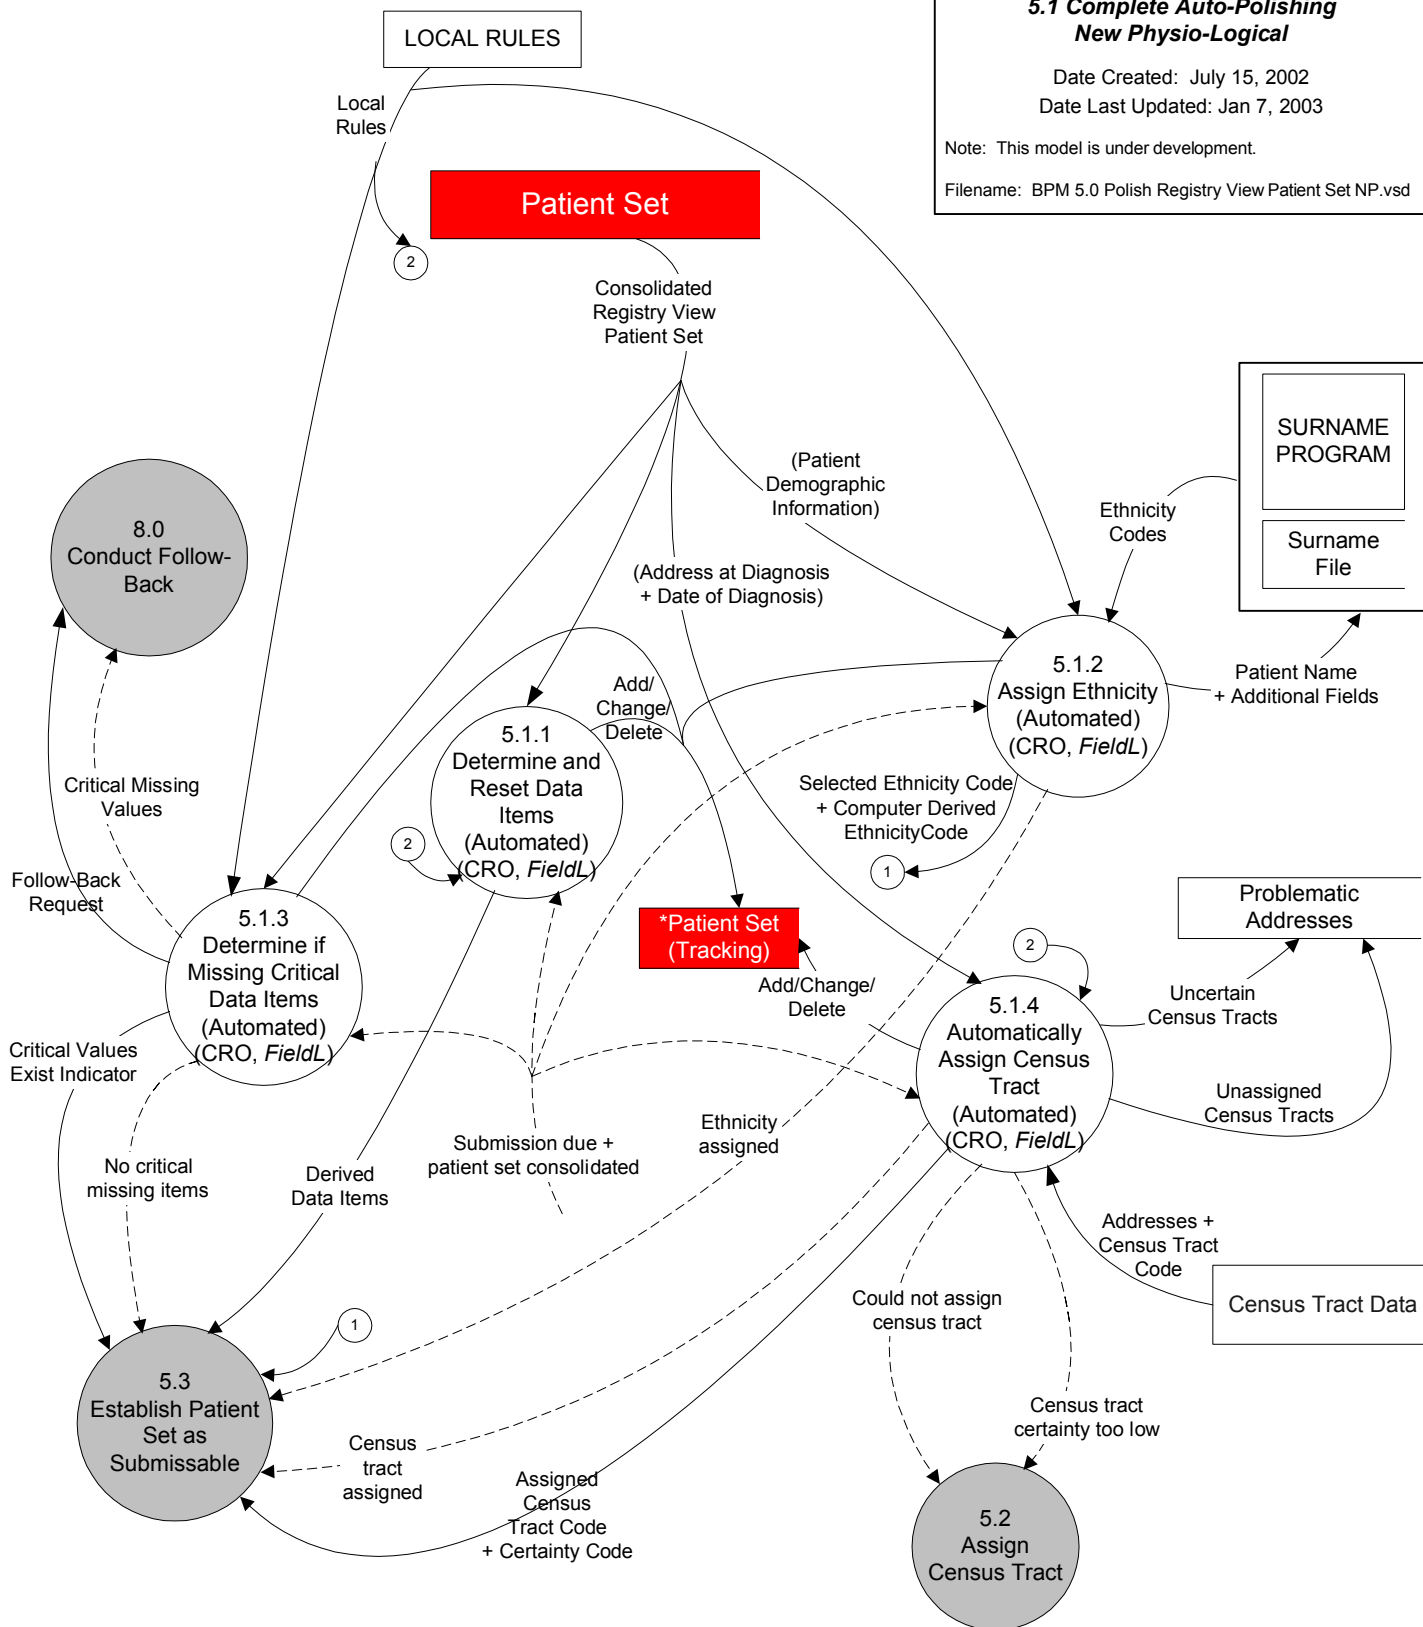 5.1 Complete Auto-Polishing
New Physio-Logical
Date Created: July 15, 2002
Date Last Updated: Jan 7, 2003
Note: This model is under development.
Filename: BPM 5.0 Polish Registry View Patient Set NP.vsd
LOCAL RULES
Local
Rules
2
Patient Set
Consolidated
Registry View
Patient Set
(Patient
Demographic
Information)
(Address at Diagnosis
+ Date of Diagnosis)
SURNAME
PROGRAM
Surname
File
Ethnicity
Codes
Patient Name
+ Additional Fields
8.0
Conduct Follow-
Back
5.1.2
Assign Ethnicity
(Automated)
(CRO, FieldL)
Add/
Change/
Delete
5.1.1
Determine and
Reset Data
Items
(Automated)
(CRO, FieldL)
2
Critical Missing
Values
Follow-Back
Request
Selected Ethnicity Code
+ Computer Derived
EthnicityCode
1
5.1.3
Determine if
Missing Critical
Data Items
(Automated)
(CRO, FieldL)
*Patient Set
(Tracking)
Add/Change/
Delete
2
Problematic
Addresses
5.1.4
Automatically
Assign Census
Tract
(Automated)
(CRO, FieldL)
Uncertain
Census Tracts
Unassigned
Census Tracts
Critical Values
Exist Indicator
No critical
missing items
Derived
Data Items
Submission due +
patient set consolidated
Ethnicity
assigned
Addresses +
Census Tract
Code
Census Tract Data
Could not assign
census tract
Census tract
certainty too low
1
5.3
Establish Patient
Set as
Submissable
Census
tract
assigned
Assigned
Census
Tract Code
+ Certainty Code
5.2
Assign
Census Tract